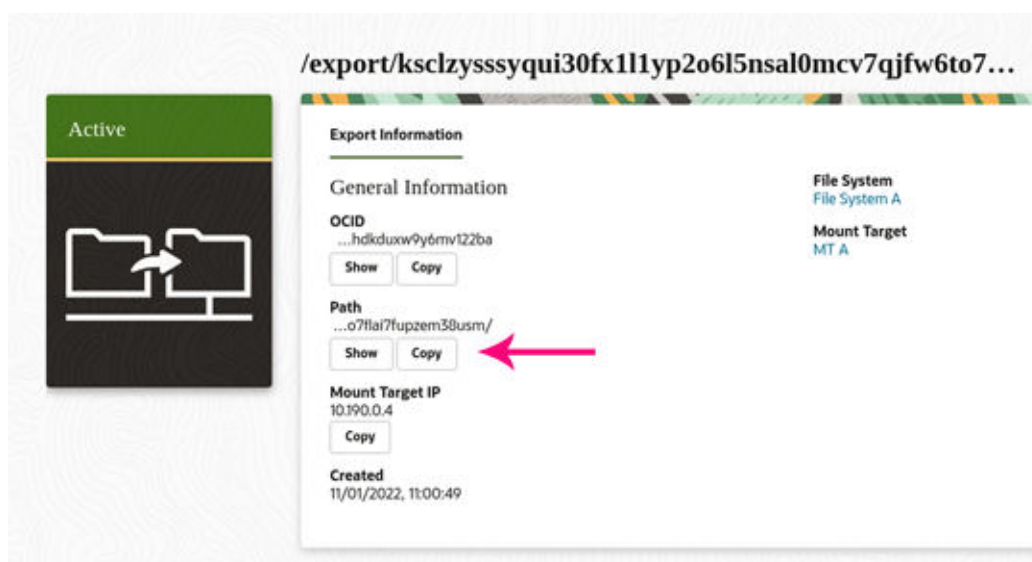 /export/ksclzysssyqui30fx1l1yp2o6l5nsal0mcv7qjfw6to7...
Active
Export Information
General Information
OCID
...hdkduxw9y6mv122ba
Show Copy
Path
...o7flai7fupzem38usm/
Show Copy
Mount Target IP
10.190.0.4
Copy
Created
11/01/2022, 11:00:49
File System
File System A
Mount Target
MT A